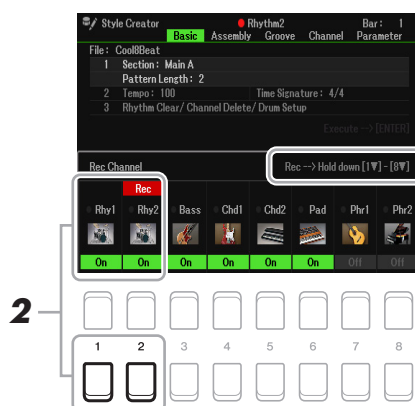 Style Creator Rhythm2 Bar: 1
Basic Assembly Groove Channel Parameter
File: Cool8Beat
1 Section: Main A
Pattern Length: 2
2 Tempo: 100 Time Signature: 4/4
3 Rhythm Clear/ Channel Delete/ Drum Setup
Execute --> [ENTER]
Rec Channel Rec --> Hold down [1▼] - [8▼]
Rec
Rhy1 Rhy2 Bass Chd1 Chd2 Pad Phr1 Phr2
On On On On On On Off Off
2
1 2 3 4 5 6 7 8